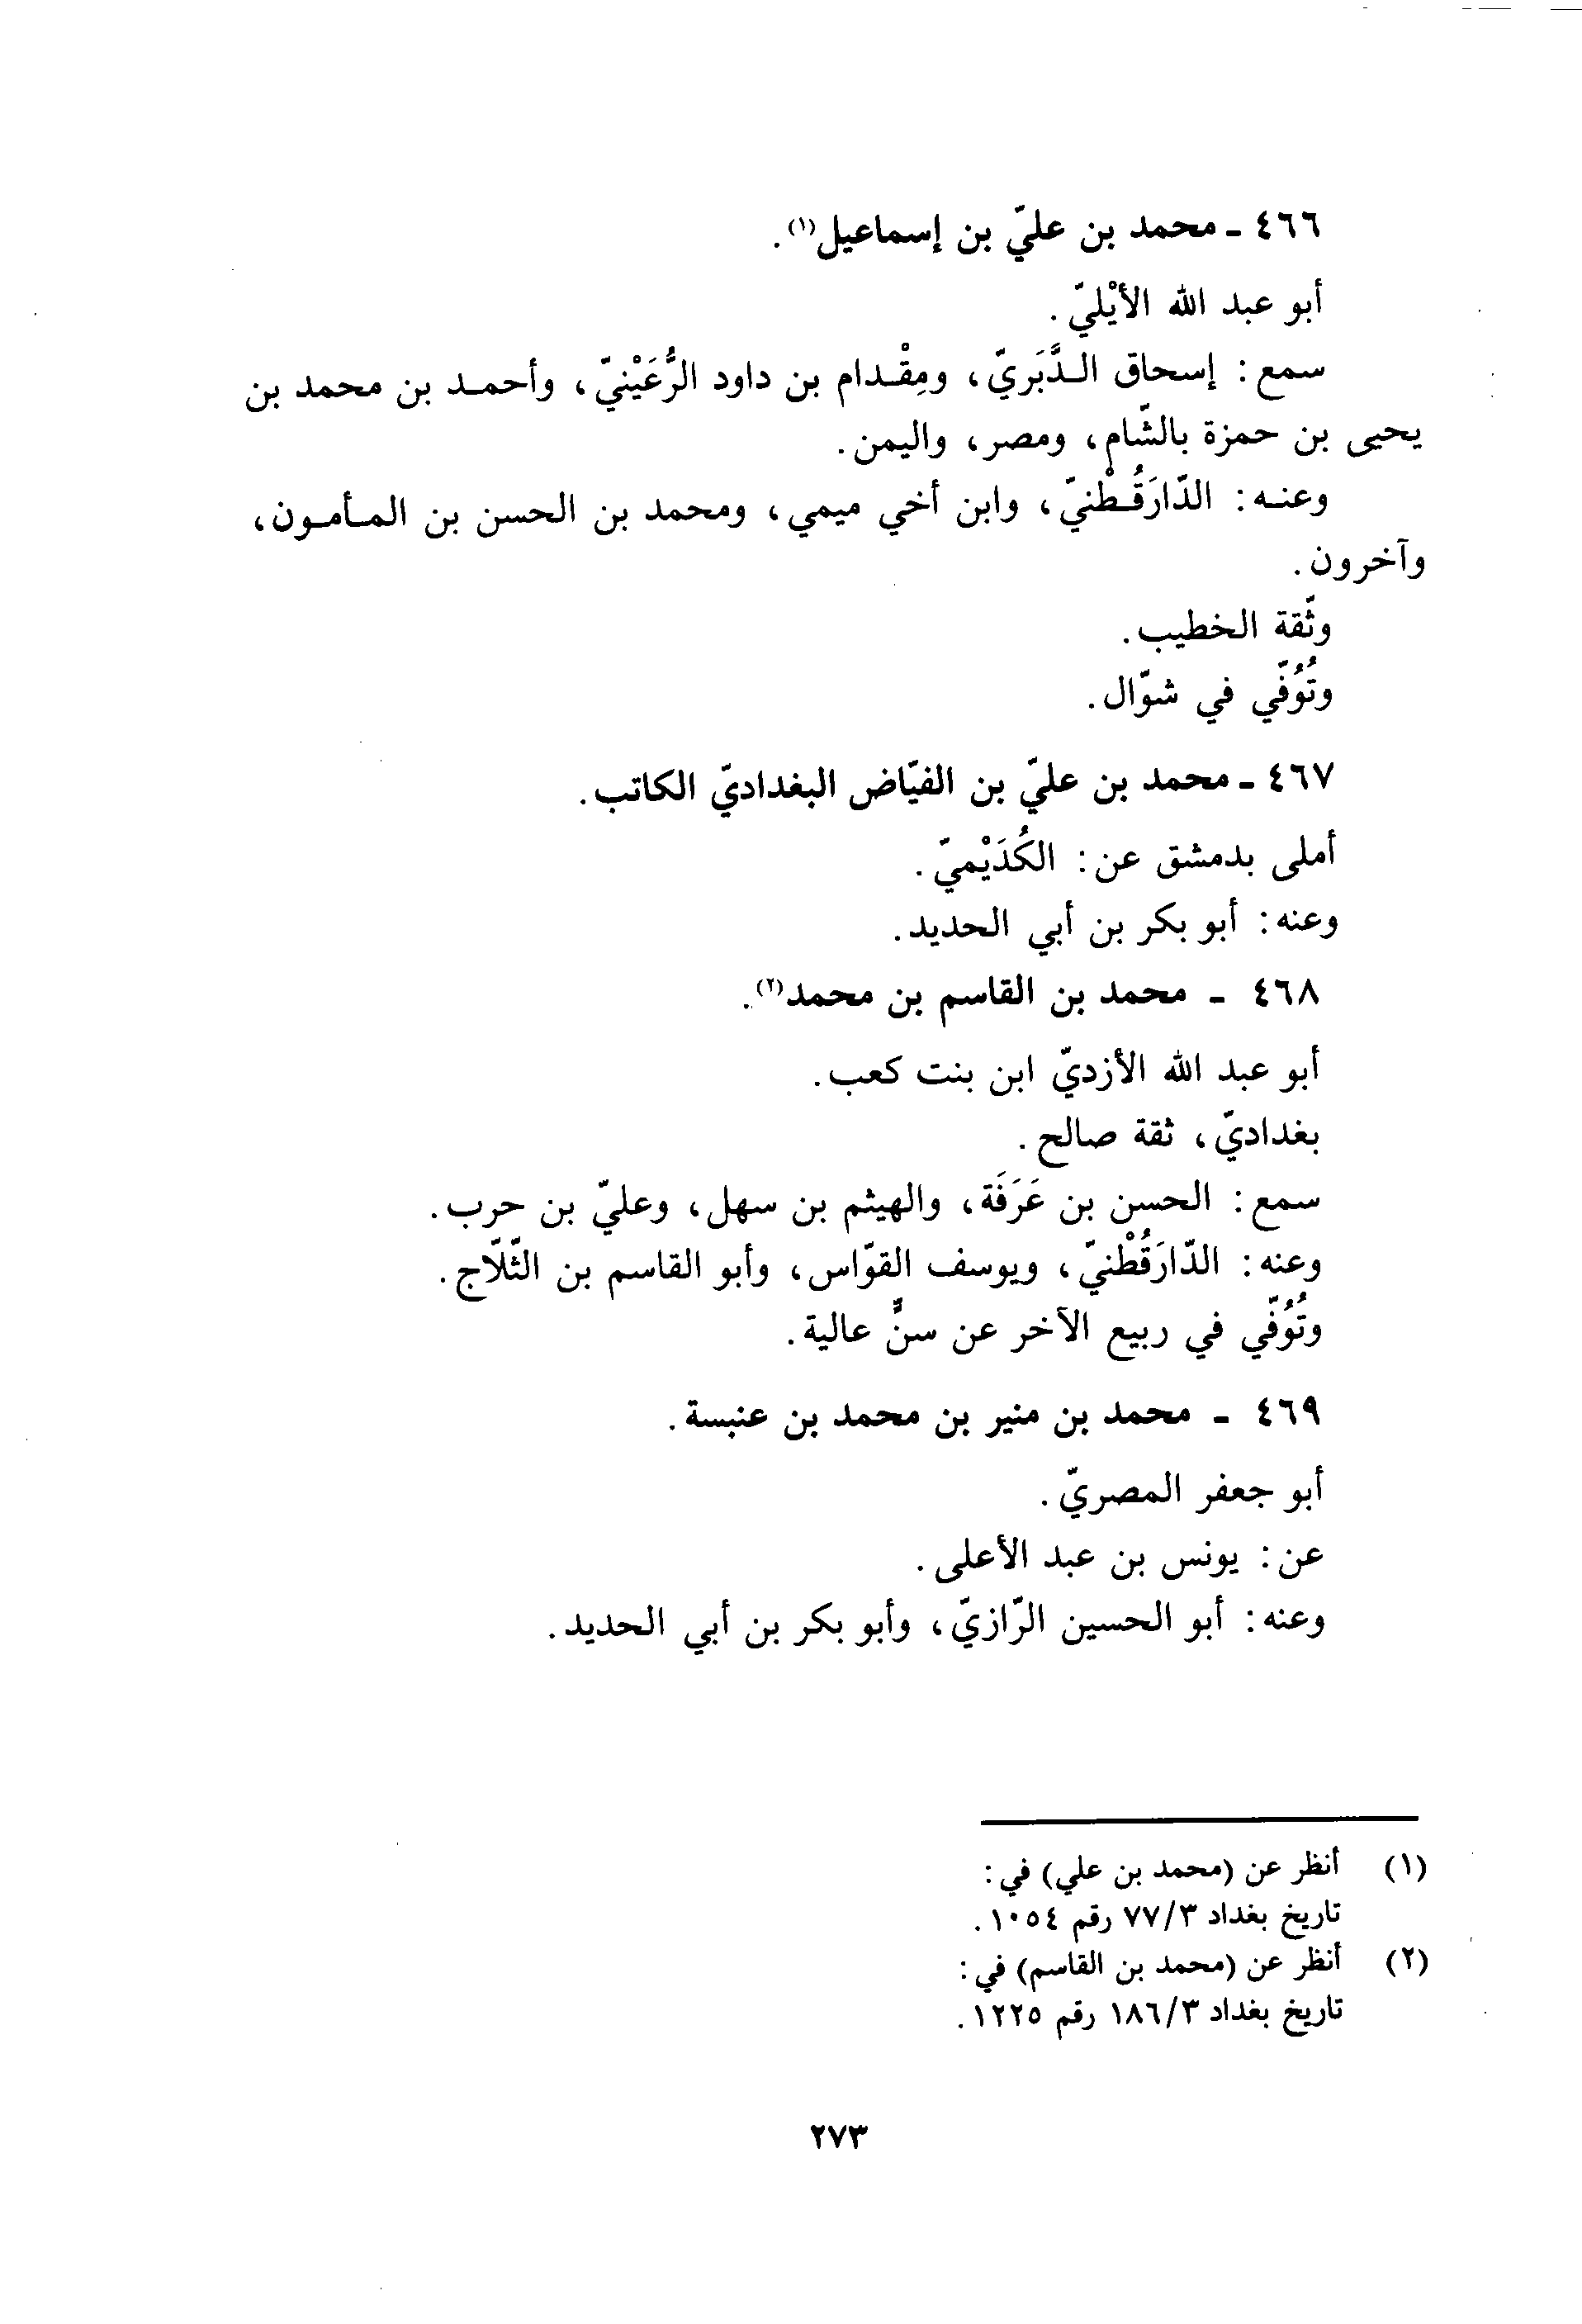 ٤٦٦ ـ محمد بن عليّ بن إسماعيل(١).
أبو عبد الله الأيْليّ.
سمع: إسحاق الـدَّبَريّ، ومِقْـدام بن داود الرُّعَيْنيّ، وأحمـد بن محمد بن
يحيى بن حمزة بالشّام، ومصر، واليمن.
وعنـه: الدّارَقُـطْنيّ، وابن أخي ميمي، ومحمد بن الحسن بن المـأمـون،
وآخرون.
وثّقة الخطيب.
وتُوُفّي في شوّال.
٤٦٧ ـ محمد بن عليّ بن الفيّاض البغداديّ الكاتب.
أملى بدمشق عن: الكُدَيْميّ.
وعنه: أبو بكر بن أبي الحديد.
٤٦٨ ـ محمد بن القاسم بن محمد(٢).
أبو عبد الله الأزديّ ابن بنت كعب.
بغداديّ، ثقة صالح.
سمع: الحسن بن عَرَفَة، والهيثم بن سهل، وعليّ بن حرب.
وعنه: الدّارَقُطْنيّ، ويوسف القوّاس، وأبو القاسم بن الثّلّاج.
وتُوُفّي في ربيع الآخر عن سنٍّ عالية.
٤٦٩ ـ محمد بن منير بن محمد بن عنبسة.
أبو جعفر المصريّ.
عن: يونس بن عبد الأعلى.
وعنه: أبو الحسين الرّازيّ، وأبو بكر بن أبي الحديد.
(١) أنظر عن (محمد بن علي) في:
تاريخ بغداد ٧٧/٣ رقم ١٠٥٤.
(٢) أنظر عن (محمد بن القاسم) في:
تاريخ بغداد ١٨٦/٣ رقم ١٢٢٥.
٢٧٣